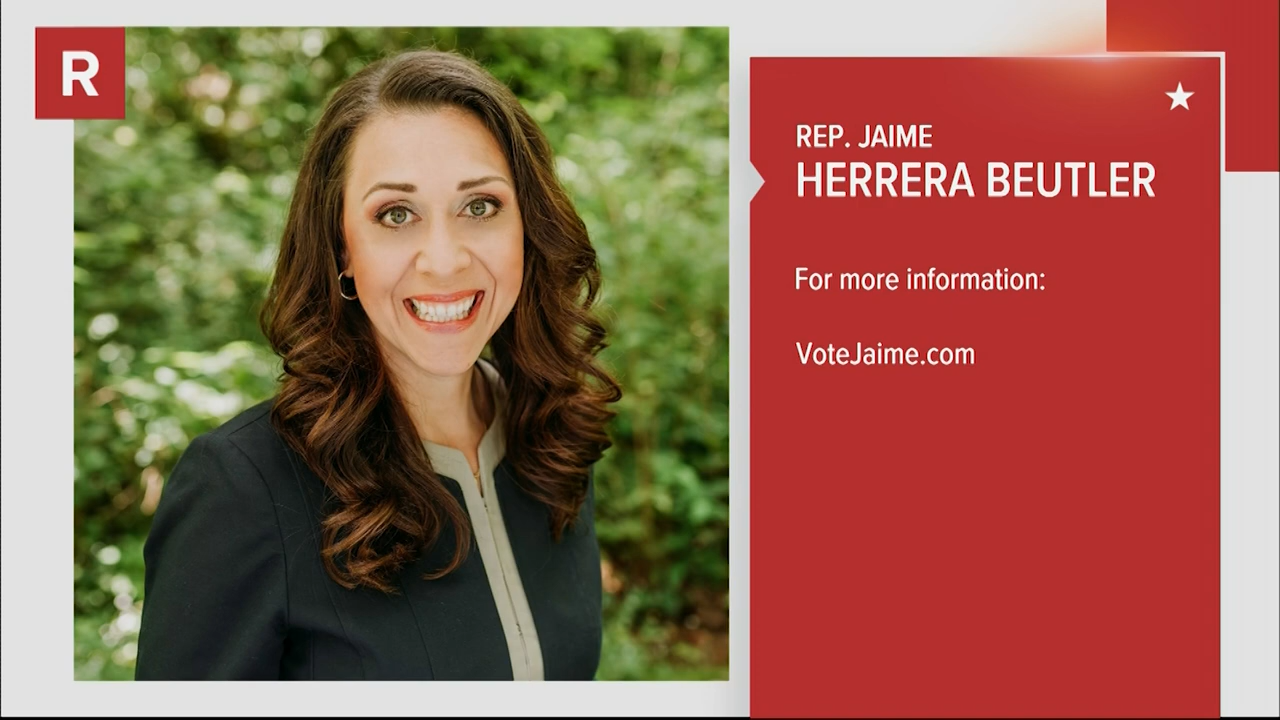 R
REP. JAIME
HERRERA BEUTLER
For more information:
VoteJaime.com